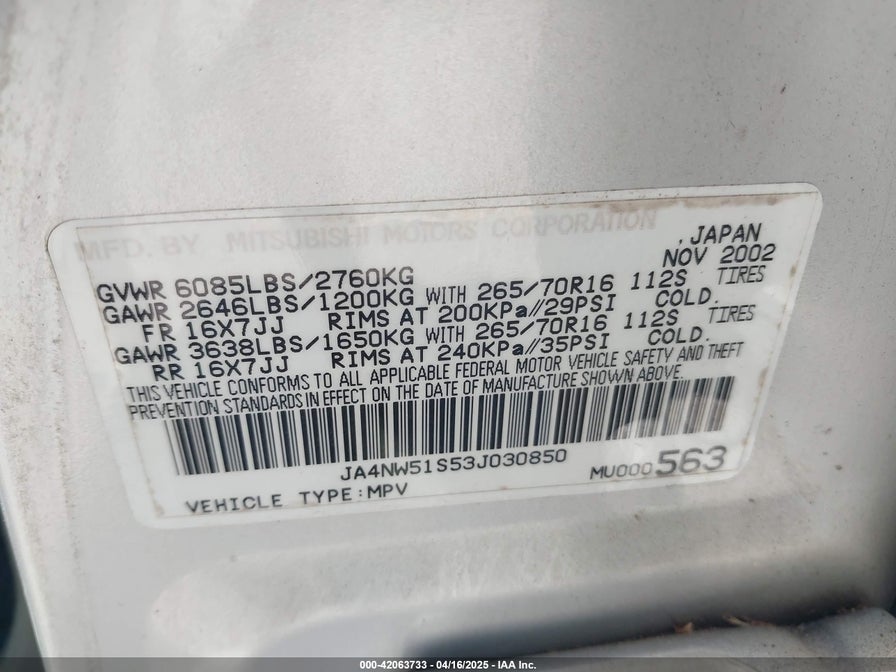 MFD. BY MITSUBISHI MOTORS CORPORATION
, JAPAN
NOV 2002
GVWR 6085LBS/2760KG
GAWR 2646LBS/1200KG WITH 265/70R16 112S TIRES
FR 16X7JJ RIMS AT 200KPa//29PSI COLD.
GAWR 3638LBS/1650KG WITH 265/70R16 112S TIRES
RR 16X7JJ RIMS AT 240KPa//35PSI COLD.
THIS VEHICLE CONFORMS TO ALL APPLICABLE FEDERAL MOTOR VEHICLE SAFETY AND THEFT
PREVENTION STANDARDS IN EFFECT ON THE DATE OF MANUFACTURE SHOWN ABOVE.
JA4NW51S53J030850
MU000563
VEHICLE TYPE:MPV
000-42063733 - 04/16/2025 - IAA Inc.